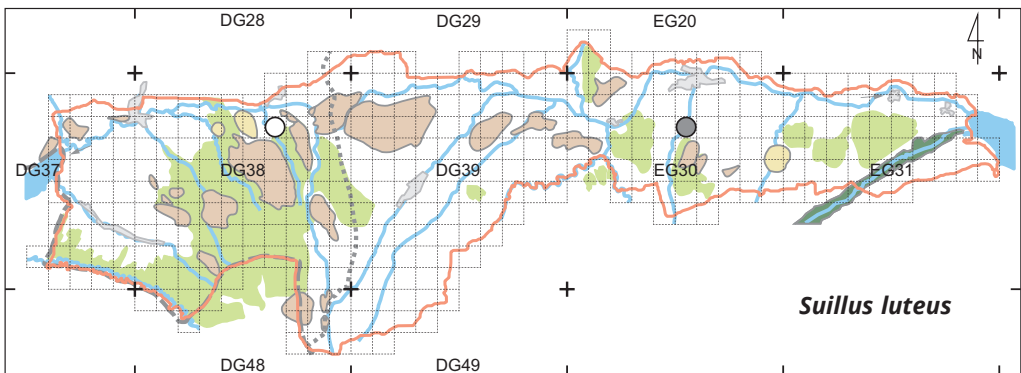 DG28 DG29 EG20
N
DG37 DG38 DG39 EG30 EG31
Suillus luteus
DG48 DG49